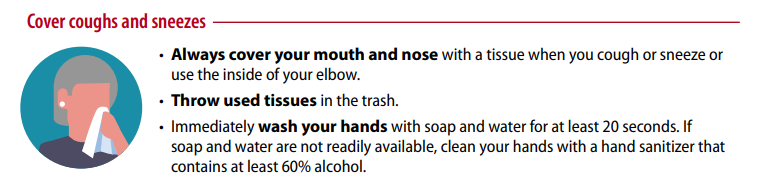 Cover coughs and sneezes
• Always cover your mouth and nose with a tissue when you cough or sneeze or
use the inside of your elbow.
• Throw used tissues in the trash.
• Immediately wash your hands with soap and water for at least 20 seconds. If
soap and water are not readily available, clean your hands with a hand sanitizer that
contains at least 60% alcohol.